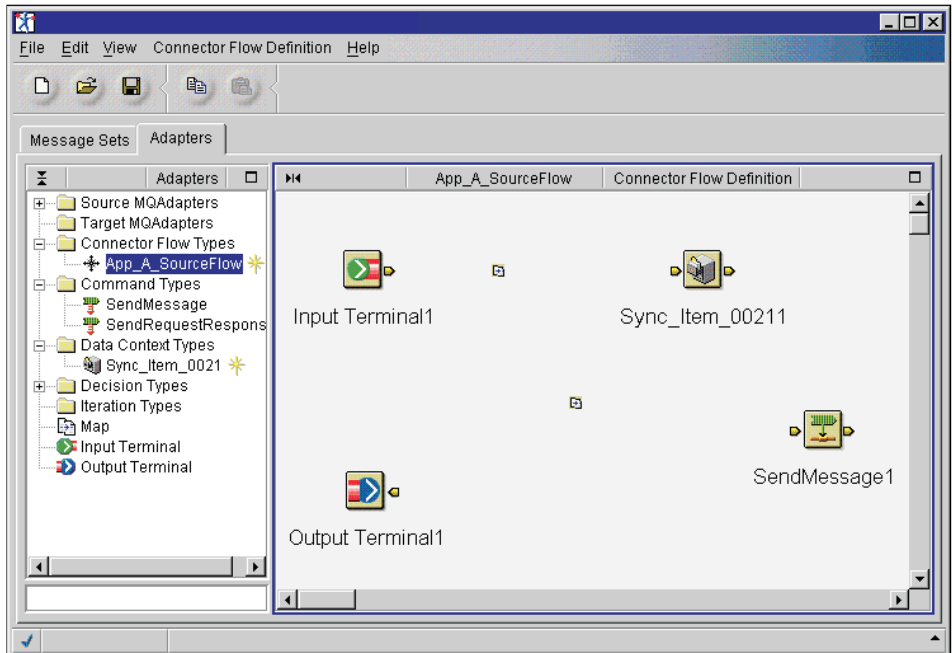 File Edit View Connector Flow Definition Help
Message Sets Adapters
Adapters
Source MQAdapters
Target MQAdapters
Connector Flow Types
App_A_SourceFlow
Command Types
SendMessage
SendRequestRespons
Data Context Types
Sync_Item_0021
Decision Types
Iteration Types
Map
Input Terminal
Output Terminal
App_A_SourceFlow Connector Flow Definition
Input Terminal1
Sync_Item_00211
SendMessage1
Output Terminal1